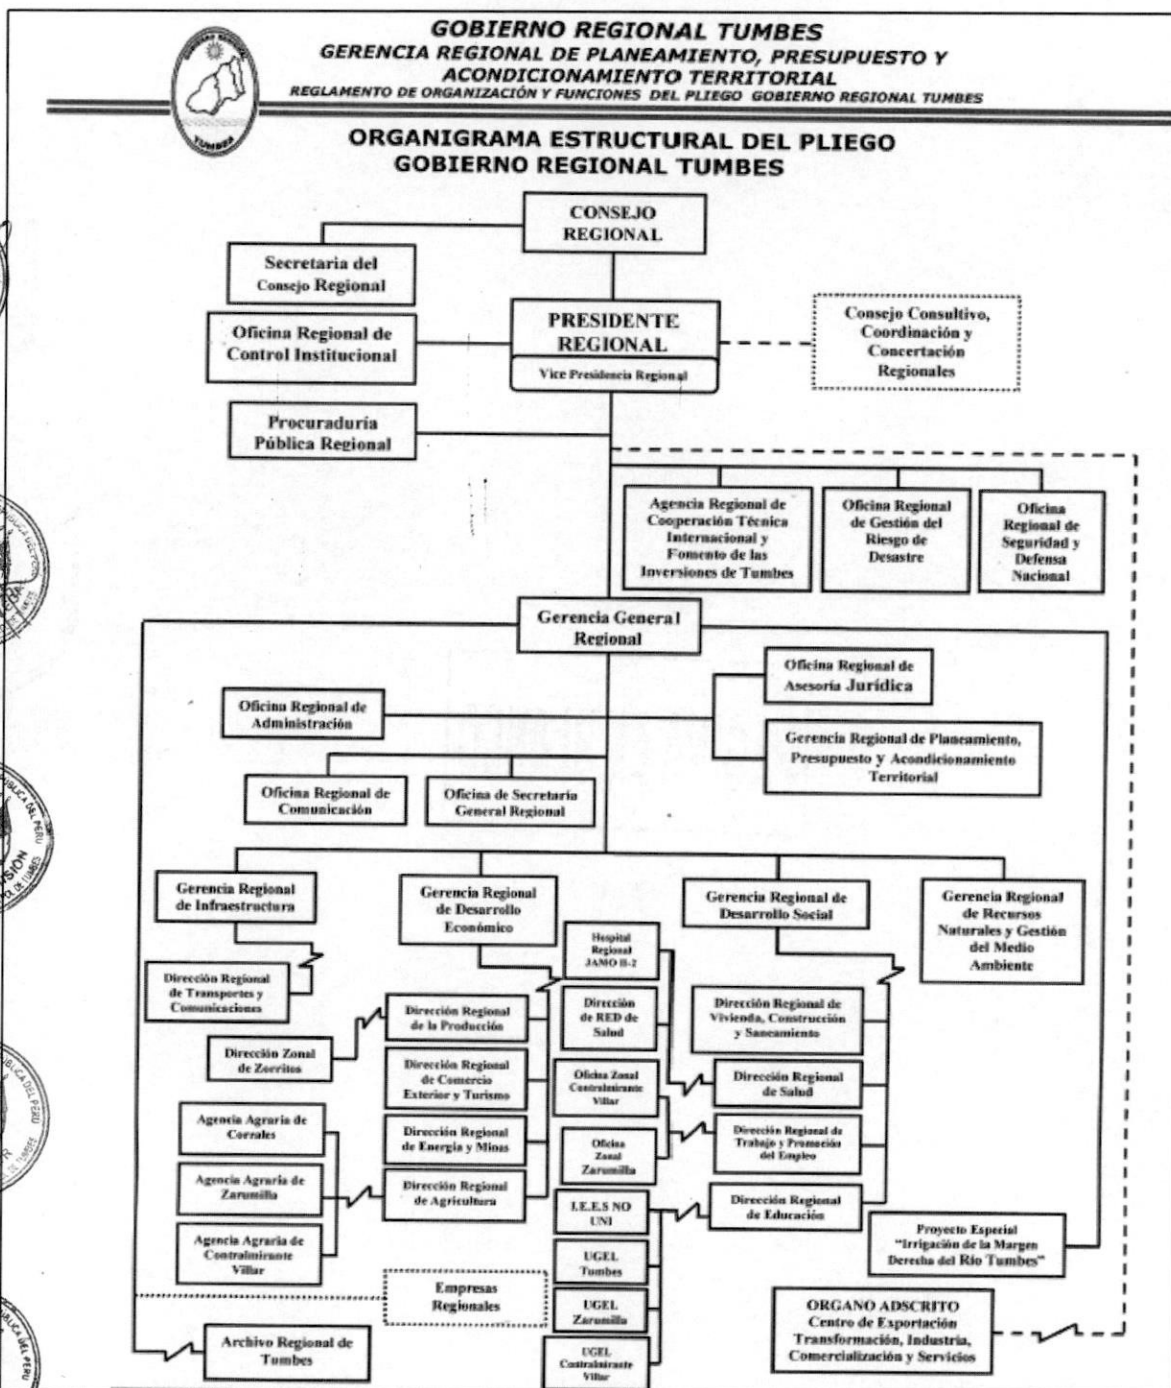 GOBIERNO REGIONAL TUMBES
GERENCIA REGIONAL DE PLANEAMIENTO, PRESUPUESTO Y
ACONDICIONAMIENTO TERRITORIAL
REGLAMENTO DE ORGANIZACIÓN Y FUNCIONES DEL PLIEGO GOBIERNO REGIONAL TUMBES
GOBIERNO REGIONAL
TUMBES
ORGANIGRAMA ESTRUCTURAL DEL PLIEGO
GOBIERNO REGIONAL TUMBES
CONSEJO
REGIONAL
Secretaria del
Consejo Regional
PRESIDENTE
REGIONAL
Vice Presidencia Regional
Oficina Regional de
Control Institucional
Consejo Consultivo,
Coordinación y
Concertación
Regionales
Procuraduría
Pública Regional
Agencia Regional de
Cooperación Técnica
Internacional y
Fomento de las
Inversiones de Tumbes
Oficina Regional
de Gestión del
Riesgo de
Desastre
Oficina
Regional de
Seguridad y
Defensa
Nacional
Gerencia General
Regional
Oficina Regional de
Asesoría Jurídica
Oficina Regional de
Administración
Gerencia Regional de Planeamiento,
Presupuesto y Acondicionamiento
Territorial
Oficina Regional de
Comunicación
Oficina de Secretaría
General Regional
Gerencia Regional
de Infraestructura
Gerencia Regional
de Desarrollo
Económico
Gerencia Regional de
Desarrollo Social
Gerencia Regional
de Recursos
Naturales y Gestión
del Medio
Ambiente
Hospital
Regional
JAMO II-2
Dirección Regional
de Transportes y
Comunicaciones
Dirección Regional
de la Producción
Dirección
de RED de
Salud
Dirección Regional de
Vivienda, Construcción
y Saneamiento
Dirección Zonal
de Zorritos
Dirección Regional
de Comercio
Exterior y Turismo
Oficina Zonal
Contralmirante
Villar
Dirección Regional
de Salud
Agencia Agraria de
Corrales
Dirección Regional
de Energía y Minas
Oficina
Zonal
Zarumilla
Dirección Regional de
Trabajo y Promoción
del Empleo
Agencia Agraria de
Zarumilla
Dirección Regional
de Agricultura
I.E.E.S NO
UNI
Dirección Regional
de Educación
Agencia Agraria de
Contralmirante
Villar
UGEL
Tumbes
Proyecto Especial
"Irrigación de la Margen
Derecha del Río Tumbes"
Empresas
Regionales
UGEL
Zarumilla
ORGANO ADSCRITO
Centro de Exportación
Transformación, Industria,
Comercialización y Servicios
Archivo Regional de
Tumbes
UGEL
Contralmirante
Villar